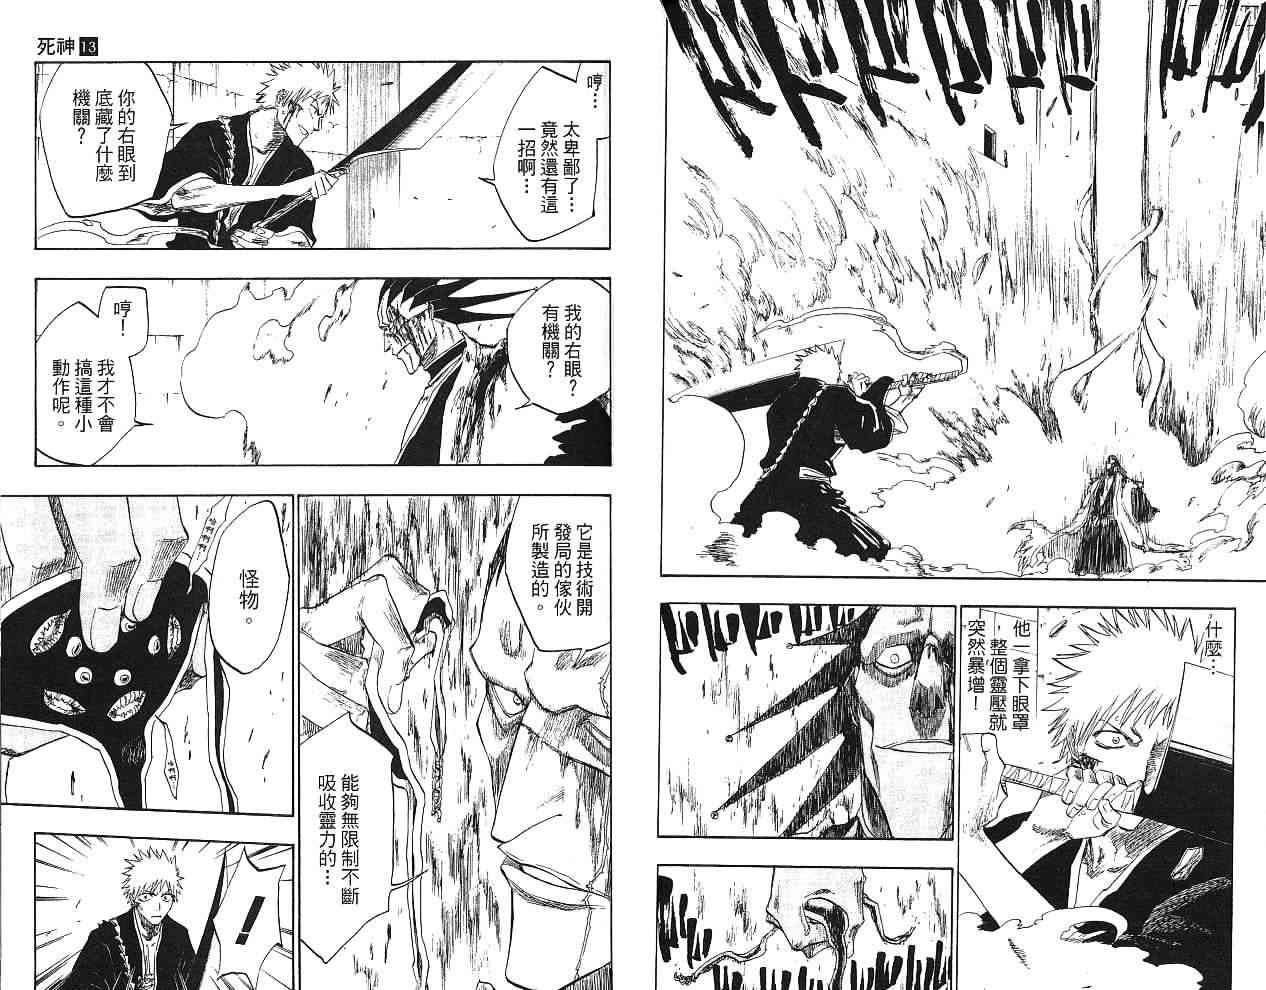 什麼…
他一拿下眼罩
，整個靈壓就
突然暴增！
死神 13
哼…
太卑鄙了…
竟然還有這
一招啊…
你的右眼到
底藏了什麼
機關？
我的右眼？
有機關？
哼！
我才不會
搞這種小
動作呢。
它是技術開
發局的傢伙
所製造的。
能夠無限制不斷
吸收靈力的…
怪物。
！